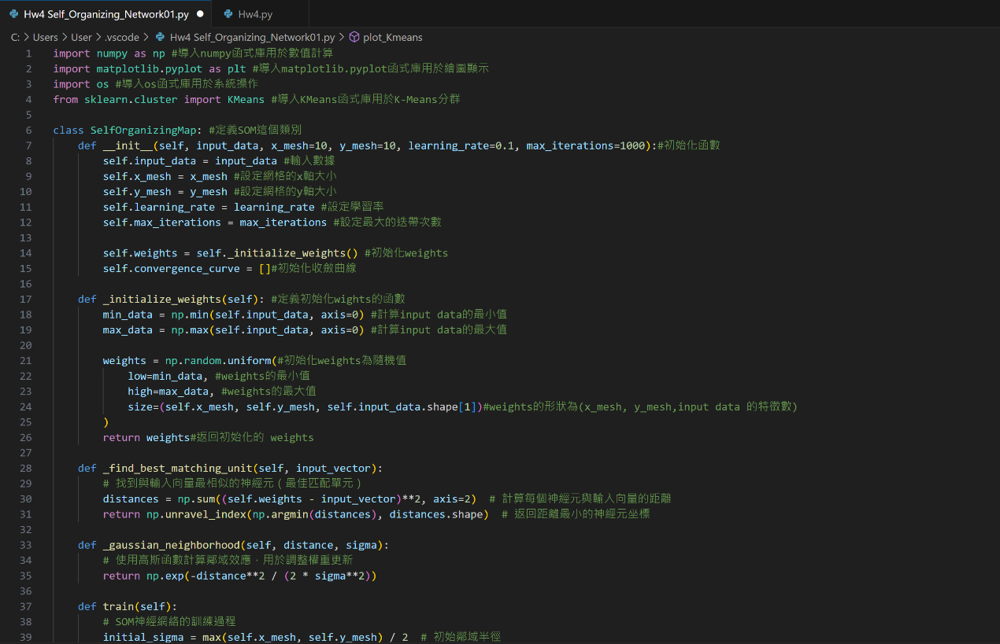 Hw4 Self_Organizing_Network01.py ● Hw4.py
C: > Users > User > .vscode > Hw4 Self_Organizing_Network01.py > plot_Kmeans
1 import numpy as np #導入numpy函式庫用於數值計算
2 import matplotlib.pyplot as plt #導入matplotlib.pyplot函式庫用於繪圖顯示
3 import os #導入os函式庫用於系統操作
4 from sklearn.cluster import KMeans #導入KMeans函式庫用於K-Means分群
5
6 class SelfOrganizingMap: #定義SOM這個類別
7     def __init__(self, input_data, x_mesh=10, y_mesh=10, learning_rate=0.1, max_iterations=1000):#初始化函數
8         self.input_data = input_data #輸入數據
9         self.x_mesh = x_mesh #設定網格的x軸大小
10         self.y_mesh = y_mesh #設定網格的y軸大小
11         self.learning_rate = learning_rate #設定學習率
12         self.max_iterations = max_iterations #設定最大的迭帶次數
13
14         self.weights = self._initialize_weights() #初始化weights
15         self.convergence_curve = []#初始化收斂曲線
16
17     def _initialize_weights(self): #定義初始化wights的函數
18         min_data = np.min(self.input_data, axis=0) #計算input data的最小值
19         max_data = np.max(self.input_data, axis=0) #計算input data的最大值
20
21         weights = np.random.uniform(#初始化weights為隨機值
22             low=min_data, #weights的最小值
23             high=max_data, #weights的最大值
24             size=(self.x_mesh, self.y_mesh, self.input_data.shape[1])#weights的形狀為(x_mesh, y_mesh,input data 的特徵數)
25         )
26         return weights#返回初始化的 weights
27
28     def _find_best_matching_unit(self, input_vector):
29         # 找到與輸入向量最相似的神經元（最佳匹配單元）
30         distances = np.sum((self.weights - input_vector)**2, axis=2)  # 計算每個神經元與輸入向量的距離
31         return np.unravel_index(np.argmin(distances), distances.shape)  # 返回距離最小的神經元坐標
32
33     def _gaussian_neighborhood(self, distance, sigma):
34         # 使用高斯函數計算鄰域效應，用於調整權重更新
35         return np.exp(-distance**2 / (2 * sigma**2))
36
37     def train(self):
38         # SOM神經網絡的訓練過程
39         initial_sigma = max(self.x_mesh, self.y_mesh) / 2  # 初始鄰域半徑